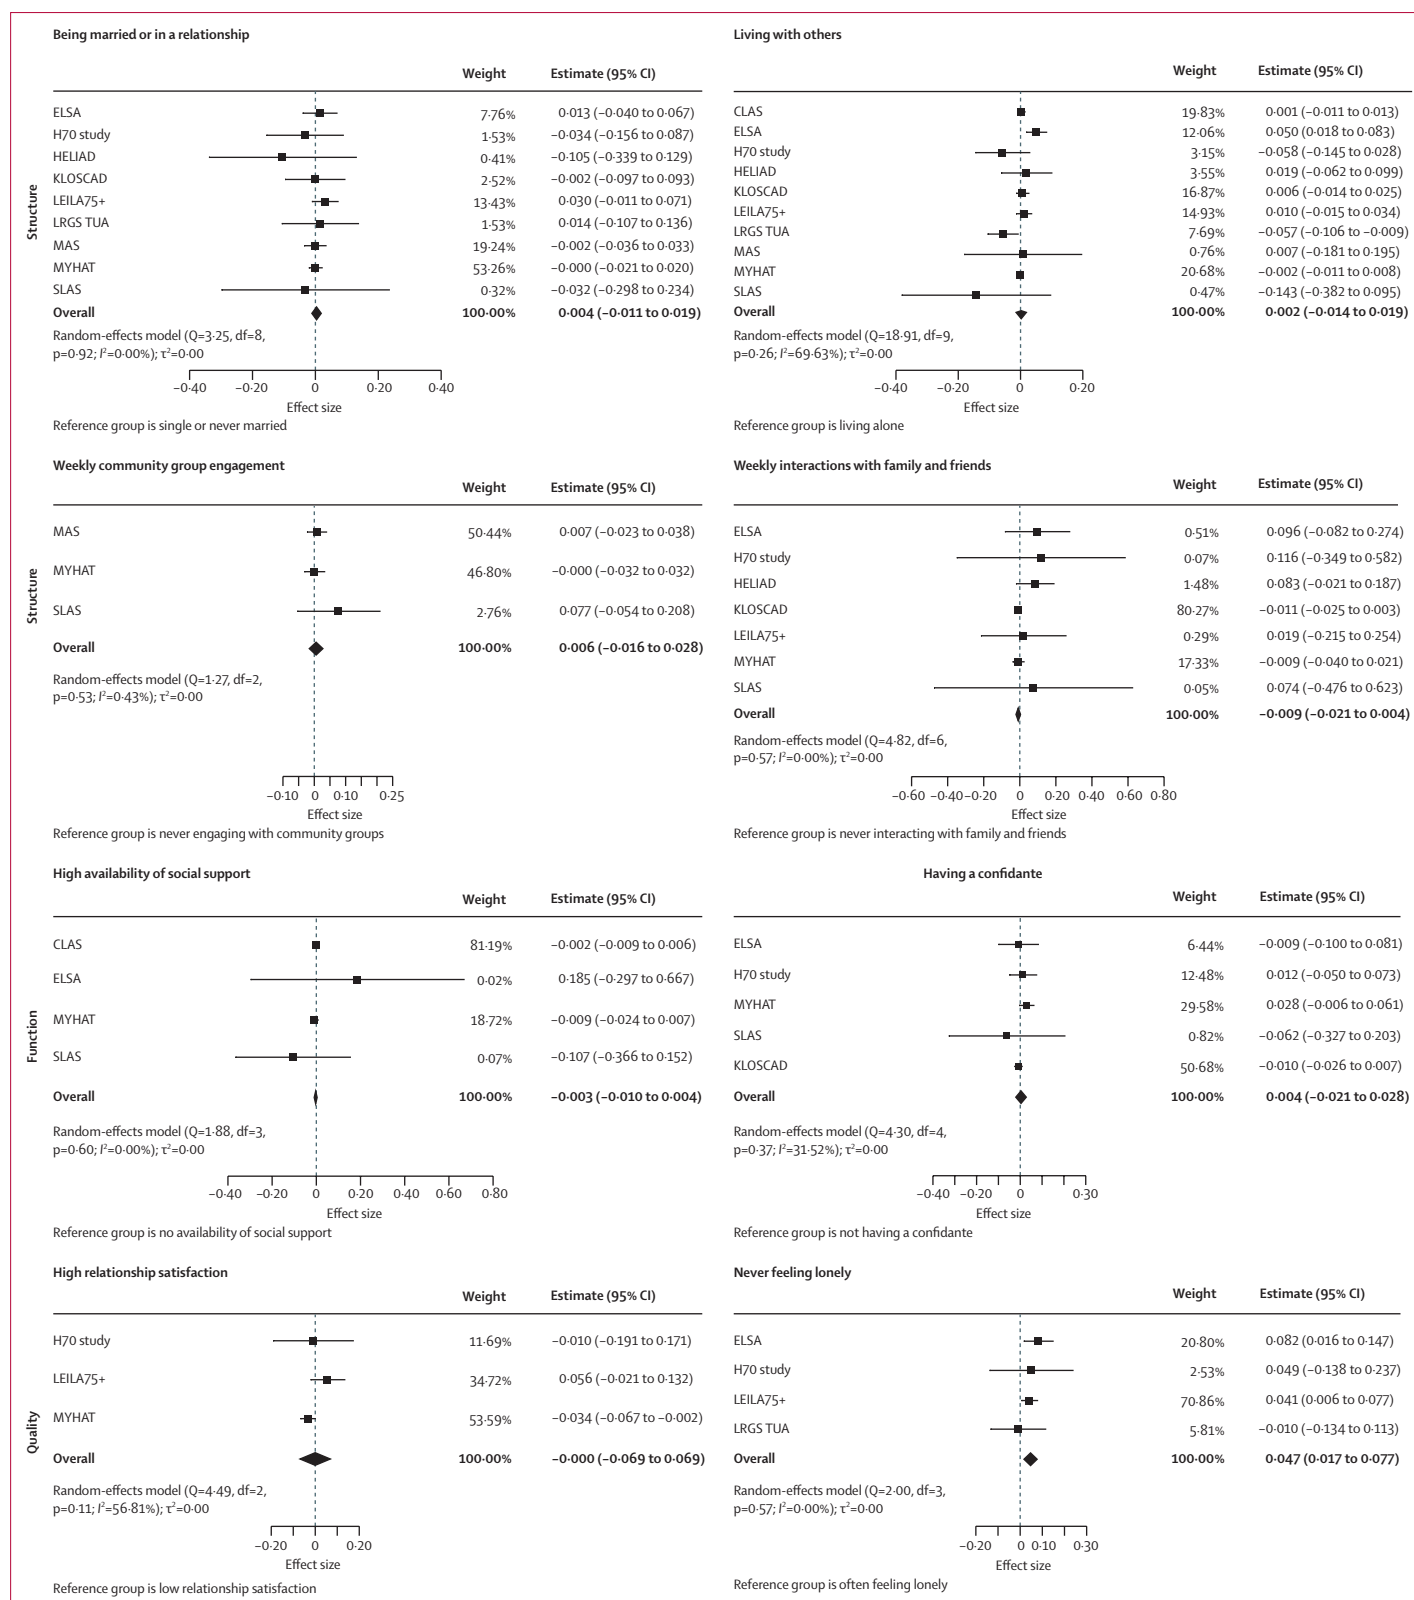 Being married or in a relationship
Weight Estimate (95% CI)
Structure
ELSA 7·76% 0·013 (−0·040 to 0·067)
H70 study 1·53% −0·034 (−0·156 to 0·087)
HELIAD 0·41% −0·105 (−0·339 to 0·129)
KLOSCAD 2·52% −0·002 (−0·097 to 0·093)
LEILA75+ 13·43% 0·030 (−0·011 to 0·071)
LRGS TUA 1·53% 0·014 (−0·107 to 0·136)
MAS 19·24% −0·002 (−0·036 to 0·033)
MYHAT 53·26% −0·000 (−0·021 to 0·020)
SLAS 0·32% −0·032 (−0·298 to 0·234)
Overall 100·00% 0·004 (−0·011 to 0·019)
Random-effects model (Q=3·25, df=8,
p=0·92; I²=0·00%); τ²=0·00
−0·40 −0·20 0 0·20 0·40
Effect size
Reference group is single or never married
Living with others
Weight Estimate (95% CI)
CLAS 19·83% 0·001 (−0·011 to 0·013)
ELSA 12·06% 0·050 (0·018 to 0·083)
H70 study 3·15% −0·058 (−0·145 to 0·028)
HELIAD 3·55% 0·019 (−0·062 to 0·099)
KLOSCAD 16·87% 0·006 (−0·014 to 0·025)
LEILA75+ 14·93% 0·010 (−0·015 to 0·034)
LRGS TUA 7·69% −0·057 (−0·106 to −0·009)
MAS 0·76% 0·007 (−0·181 to 0·195)
MYHAT 20·68% −0·002 (−0·011 to 0·008)
SLAS 0·47% −0·143 (−0·382 to 0·095)
Overall 100·00% 0·002 (−0·014 to 0·019)
Random-effects model (Q=18·91, df=9,
p=0·26; I²=69·63%); τ²=0·00
−0·40 −0·20 0 0·20
Effect size
Reference group is living alone
Weekly community group engagement
Weight Estimate (95% CI)
Structure
MAS 50·44% 0·007 (−0·023 to 0·038)
MYHAT 46·80% −0·000 (−0·032 to 0·032)
SLAS 2·76% 0·077 (−0·054 to 0·208)
Overall 100·00% 0·006 (−0·016 to 0·028)
Random-effects model (Q=1·27, df=2,
p=0·53; I²=0·43%); τ²=0·00
−0·10 0 0·10 0·25
Effect size
Reference group is never engaging with community groups
Weekly interactions with family and friends
Weight Estimate (95% CI)
ELSA 0·51% 0·096 (−0·082 to 0·274)
H70 study 0·07% 0·116 (−0·349 to 0·582)
HELIAD 1·48% 0·083 (−0·021 to 0·187)
KLOSCAD 80·27% −0·011 (−0·025 to 0·003)
LEILA75+ 0·29% 0·019 (−0·215 to 0·254)
MYHAT 17·33% −0·009 (−0·040 to 0·021)
SLAS 0·05% 0·074 (−0·476 to 0·623)
Overall 100·00% −0·009 (−0·021 to 0·004)
Random-effects model (Q=4·82, df=6,
p=0·57; I²=0·00%); τ²=0·00
−0·60 −0·40 −0·20 0 0·20 0·40 0·60 0·80
Effect size
Reference group is never interacting with family and friends
High availability of social support
Weight Estimate (95% CI)
Function
CLAS 81·19% −0·002 (−0·009 to 0·006)
ELSA 0·02% 0·185 (−0·297 to 0·667)
MYHAT 18·72% −0·009 (−0·024 to 0·007)
SLAS 0·07% −0·107 (−0·366 to 0·152)
Overall 100·00% −0·003 (−0·010 to 0·004)
Random-effects model (Q=1·88, df=3,
p=0·60; I²=0·00%); τ²=0·00
−0·40 −0·20 0 0·20 0·40 0·60 0·80
Effect size
Reference group is no availability of social support
Having a confidante
Weight Estimate (95% CI)
ELSA 6·44% −0·009 (−0·100 to 0·081)
H70 study 12·48% 0·012 (−0·050 to 0·073)
MYHAT 29·58% 0·028 (−0·006 to 0·061)
SLAS 0·82% −0·062 (−0·327 to 0·203)
KLOSCAD 50·68% −0·010 (−0·026 to 0·007)
Overall 100·00% 0·004 (−0·021 to 0·028)
Random-effects model (Q=4·30, df=4,
p=0·37; I²=31·52%); τ²=0·00
−0·40 −0·20 0 0·30
Effect size
Reference group is not having a confidante
High relationship satisfaction
Weight Estimate (95% CI)
Quality
H70 study 11·69% −0·010 (−0·191 to 0·171)
LEILA75+ 34·72% 0·056 (−0·021 to 0·132)
MYHAT 53·59% −0·034 (−0·067 to −0·002)
Overall 100·00% −0·000 (−0·069 to 0·069)
Random-effects model (Q=4·49, df=2,
p=0·11; I²=56·81%); τ²=0·00
−0·20 0 0·20
Effect size
Reference group is low relationship satisfaction
Never feeling lonely
Weight Estimate (95% CI)
ELSA 20·80% 0·082 (0·016 to 0·147)
H70 study 2·53% 0·049 (−0·138 to 0·237)
LEILA75+ 70·86% 0·041 (0·006 to 0·077)
LRGS TUA 5·81% −0·010 (−0·134 to 0·113)
Overall 100·00% 0·047 (0·017 to 0·077)
Random-effects model (Q=2·00, df=3,
p=0·57; I²=0·00%); τ²=0·00
−0·20 0 0·10 0·30
Effect size
Reference group is often feeling lonely